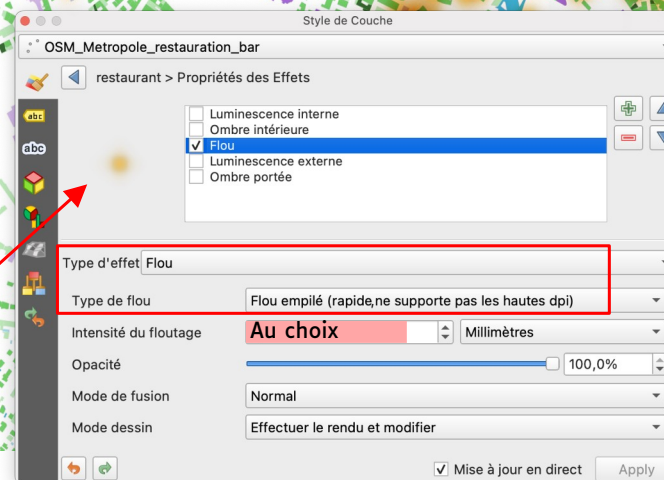 Style de Couche
OSM_Metropole_restauration_bar
restaurant > Propriétés des Effets
abc
abc
Luminescence interne
Ombre intérieure
Flou
Luminescence externe
Ombre portée
Type d'effet Flou
Type de flou Flou empilé (rapide,ne supporte pas les hautes dpi)
Intensité du floutage Au choix Millimètres
Opacité 100,0%
Mode de fusion Normal
Mode dessin Effectuer le rendu et modifier
Mise à jour en direct Apply